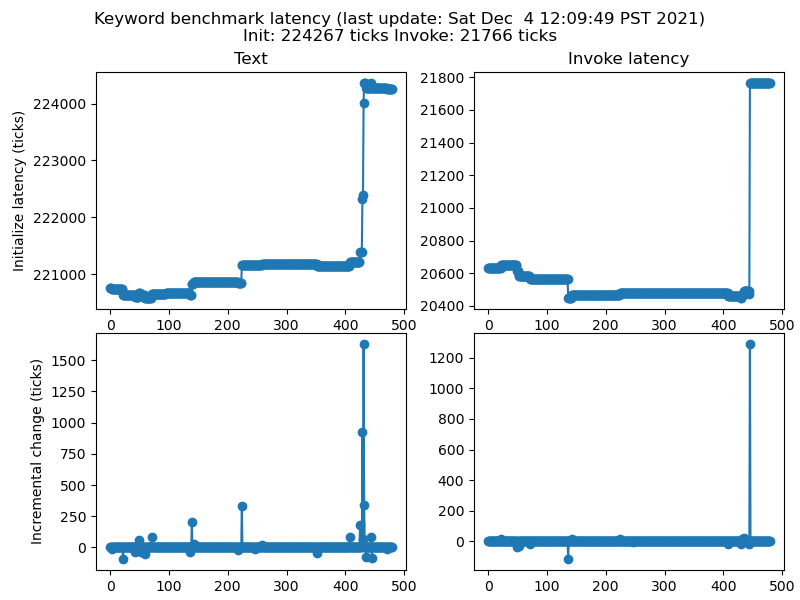 Keyword benchmark latency (last update: Sat Dec  4 12:09:49 PST 2021)
Init: 224267 ticks Invoke: 21766 ticks
Text
Invoke latency
Initialize latency (ticks)
224000
223000
222000
221000
0 100 200 300 400 500
21800
21600
21400
21200
21000
20800
20600
20400
0 100 200 300 400 500
Incremental change (ticks)
1500
1250
1000
750
500
250
0
0 100 200 300 400 500
1200
1000
800
600
400
200
0
0 100 200 300 400 500